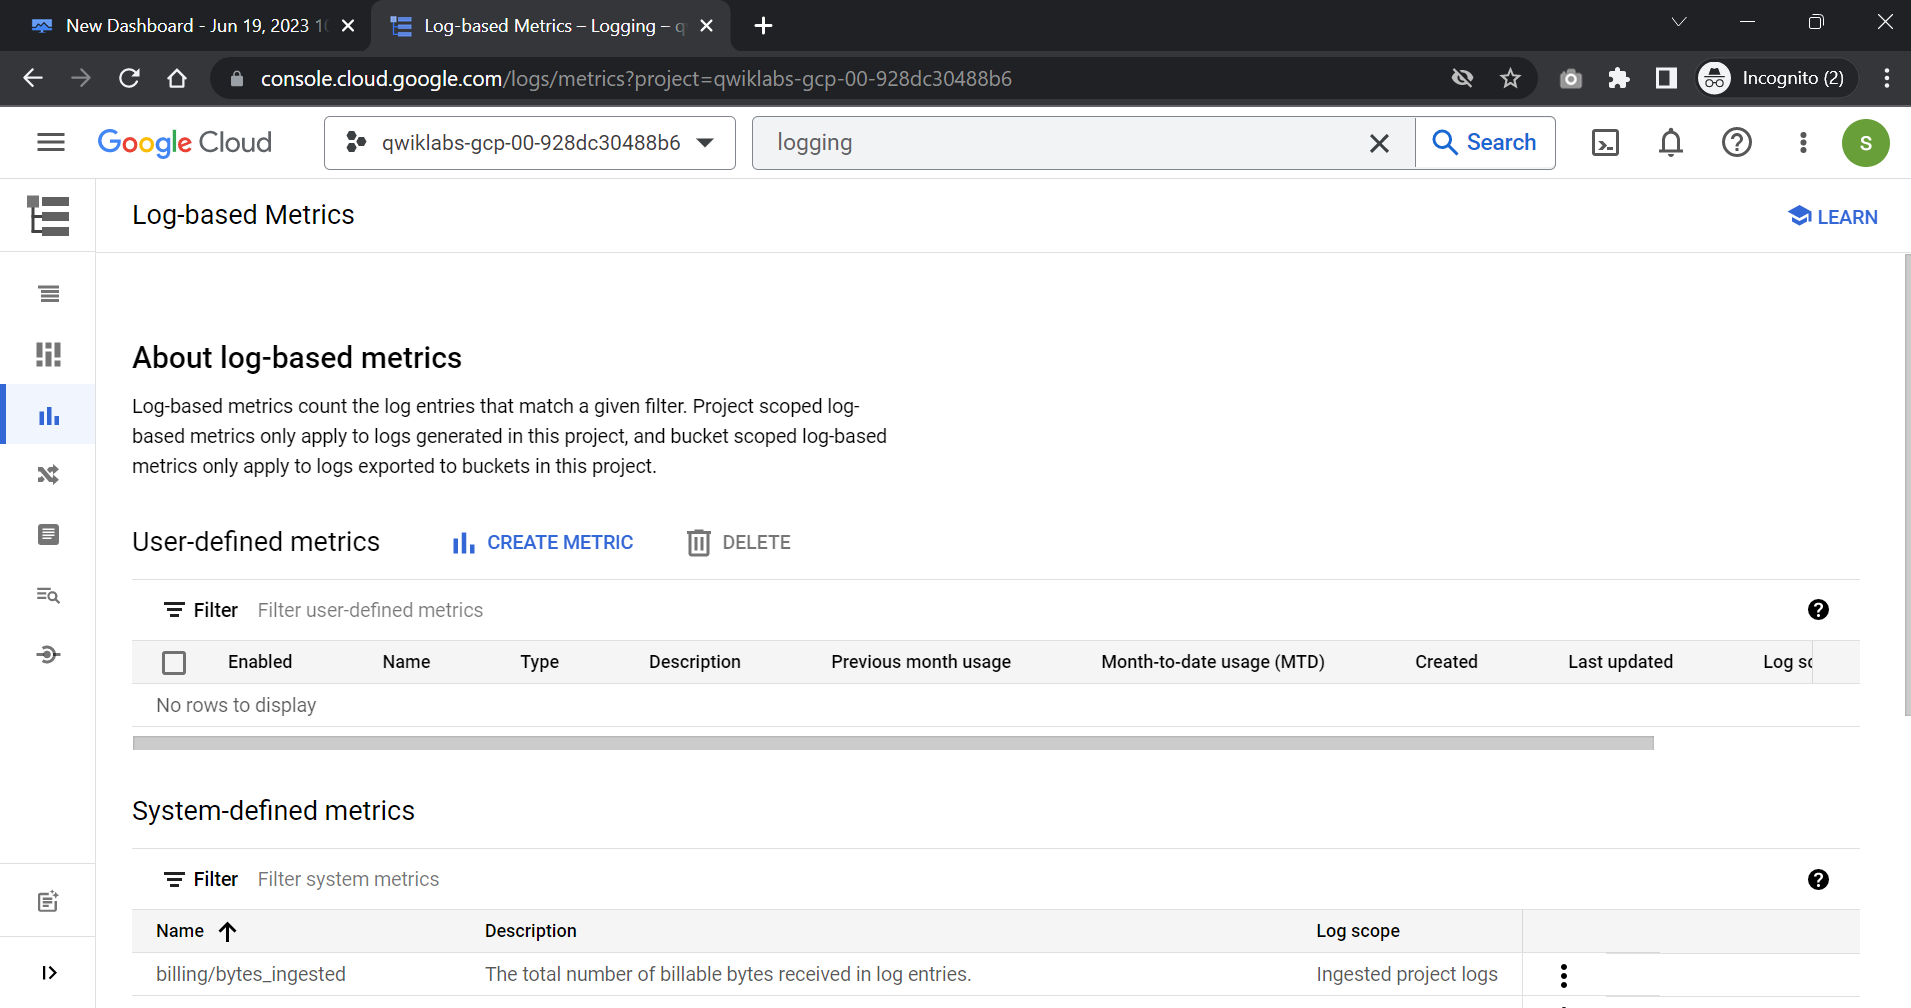 New Dashboard - Jun 19, 2023 1
Log-based Metrics – Logging – q
console.cloud.google.com/logs/metrics?project=qwiklabs-gcp-00-928dc30488b6
Incognito (2)
Google Cloud
qwiklabs-gcp-00-928dc30488b6
logging
Search
S
Log-based Metrics
LEARN
About log-based metrics
Log-based metrics count the log entries that match a given filter. Project scoped log-
based metrics only apply to logs generated in this project, and bucket scoped log-based
metrics only apply to logs exported to buckets in this project.
User-defined metrics
CREATE METRIC
DELETE
Filter Filter user-defined metrics
Enabled Name Type Description Previous month usage Month-to-date usage (MTD) Created Last updated Log sc
No rows to display
System-defined metrics
Filter Filter system metrics
Name Description Log scope
billing/bytes_ingested The total number of billable bytes received in log entries. Ingested project logs